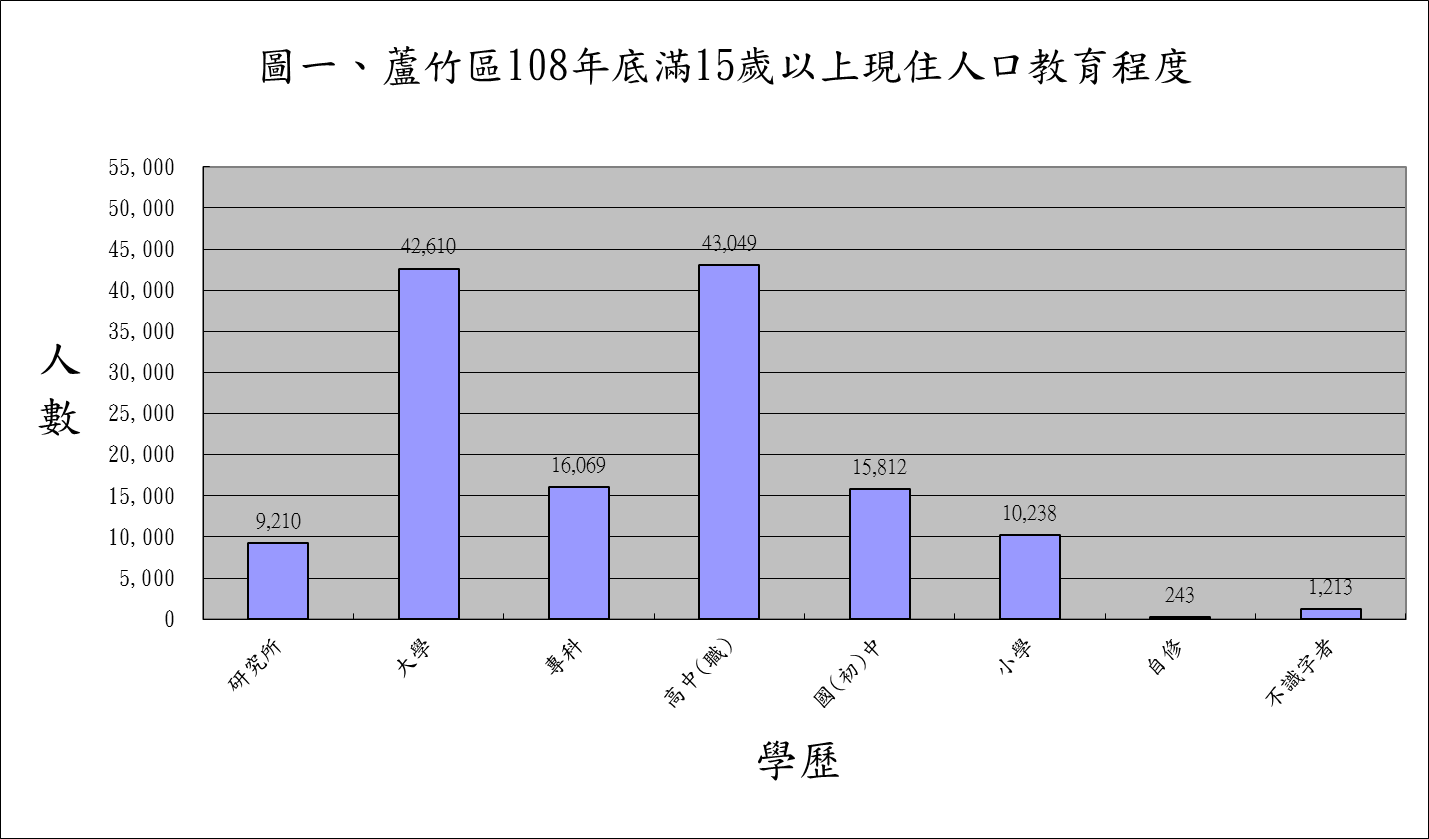 圖一、蘆竹區108年底滿15歲以上現住人口教育程度
人
數
55,000
50,000
45,000
40,000
35,000
30,000
25,000
20,000
15,000
10,000
5,000
0
9,210
42,610
16,069
43,049
15,812
10,238
243
1,213
研究所
大學
專科
高中(職)
國(初)中
小學
自修
不識字者
學歷